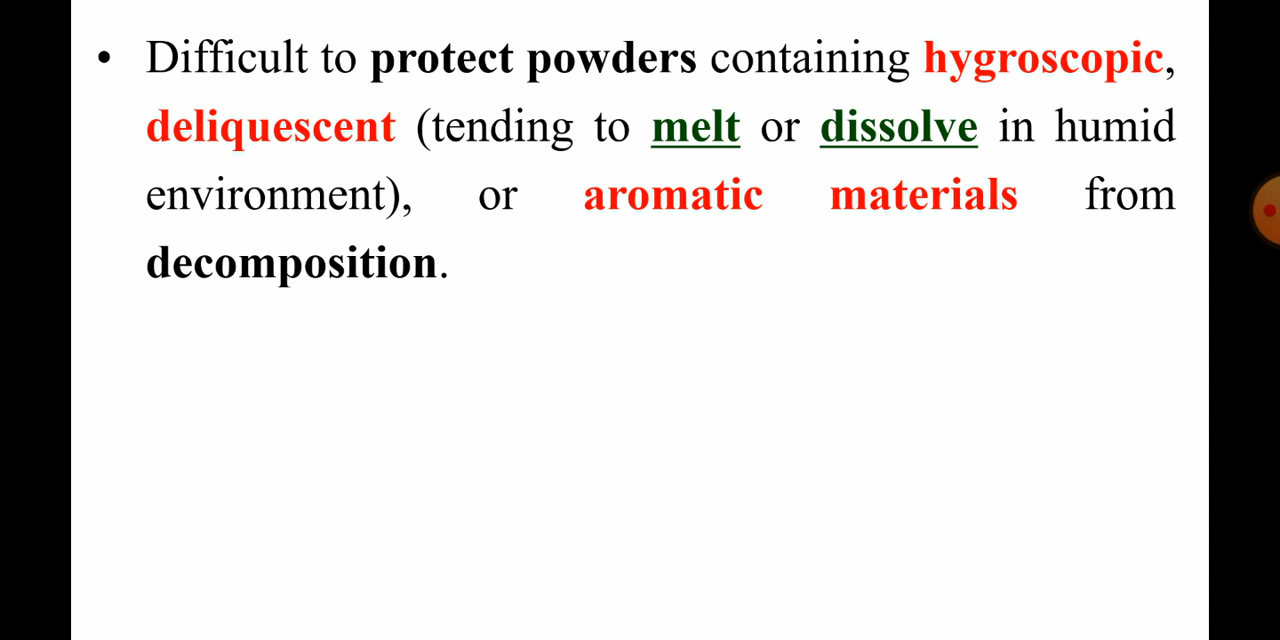 • Difficult to protect powders containing hygroscopic,
deliquescent (tending to melt or dissolve in humid
environment), or aromatic materials from
decomposition.